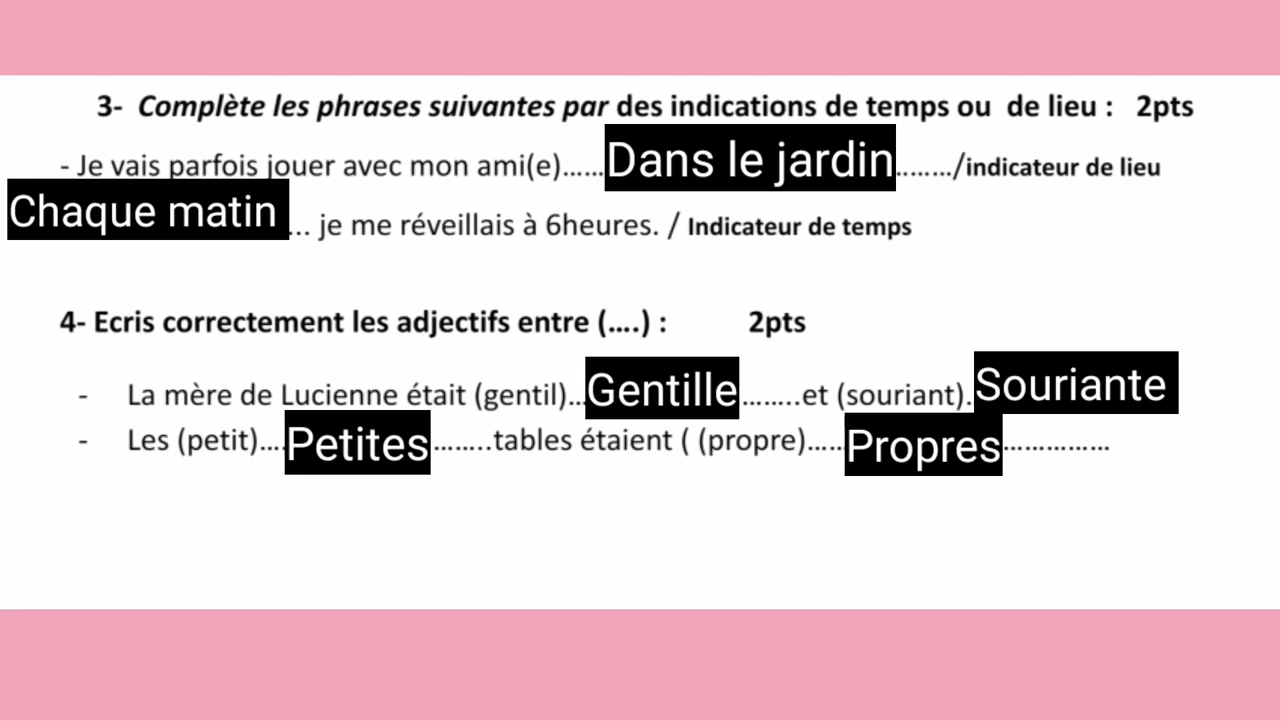 3- Complète les phrases suivantes par des indications de temps ou de lieu : 2pts
- Je vais parfois jouer avec mon ami(e)......Dans le jardin........./indicateur de lieu
Chaque matin ... je me réveillais à 6heures. / Indicateur de temps
4- Ecris correctement les adjectifs entre (....) : 2pts
- La mère de Lucienne était (gentil)...Gentille........et (souriant).Souriante
- Les (petit)....Petites........tables étaient ( (propre)......Propres...............